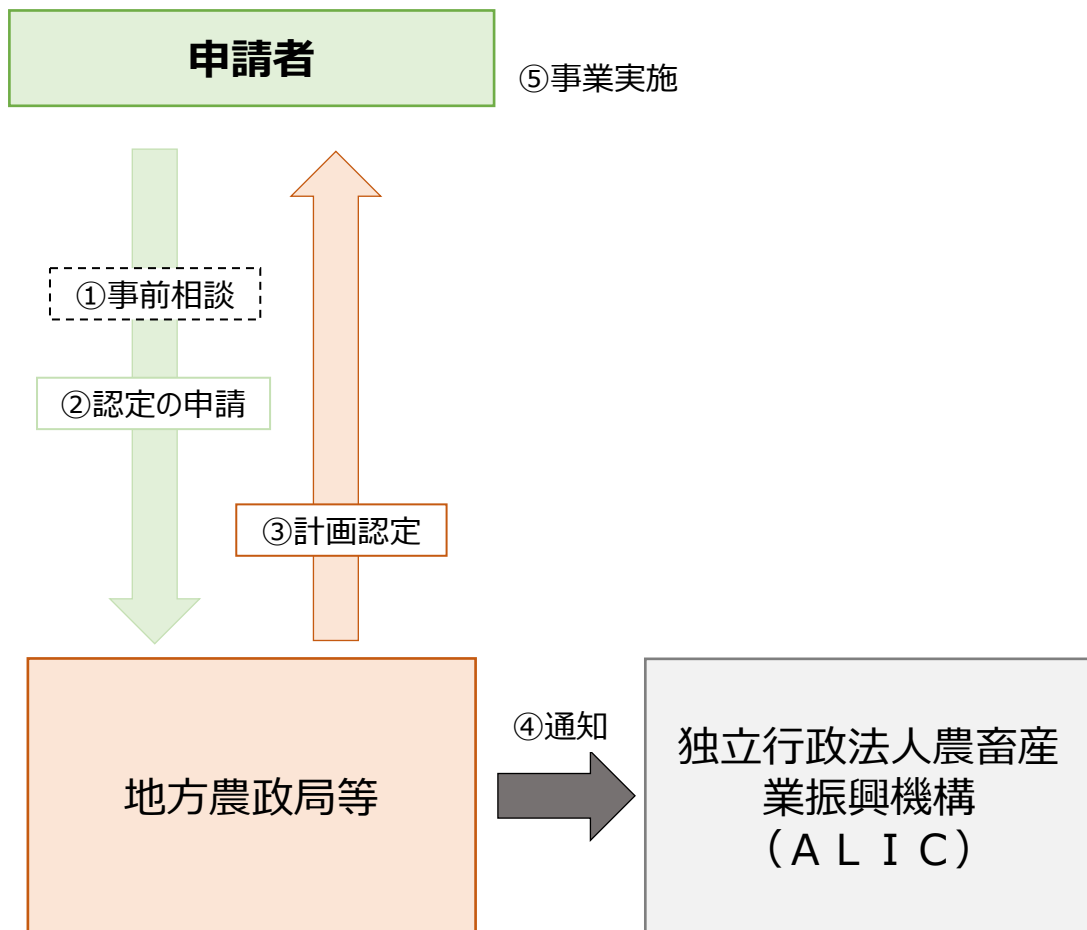 申請者
⑤事業実施
①事前相談
②認定の申請
③計画認定
④通知
地方農政局等
独立行政法人農畜産
業振興機構
（ＡＬＩＣ）